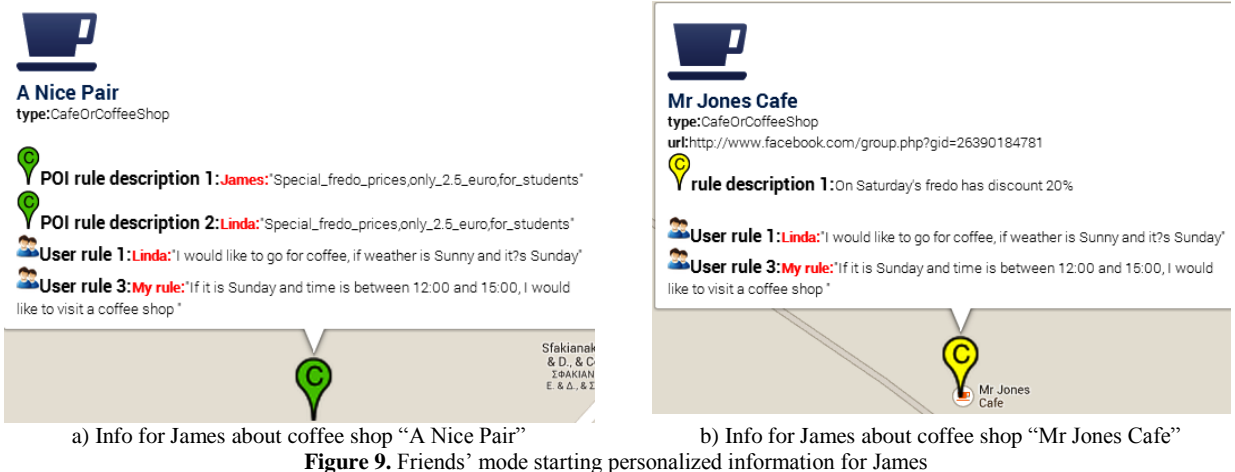 A Nice Pair
type:CafeOrCoffeeShop
C
POI rule description 1:James:"Special_fredo_prices,only_2.5_euro,for_students"
C
POI rule description 2:Linda:"Special_fredo_prices,only_2.5_euro,for_students"
User rule 1:Linda:"I would like to go for coffee, if weather is Sunny and it?s Sunday"
User rule 3:My rule:"If it is Sunday and time is between 12:00 and 15:00, I would
like to visit a coffee shop "
Sfakianak
& D., & C
ΣΦΑΚΙΑΝ
Ε. & Δ., & Σ
C
a) Info for James about coffee shop “A Nice Pair”
Mr Jones Cafe
type:CafeOrCoffeeShop
url:http://www.facebook.com/group.php?gid=26390184781
C
rule description 1:On Saturday's fredo has discount 20%
User rule 1:Linda:"I would like to go for coffee, if weather is Sunny and it?s Sunday"
User rule 3:My rule:"If it is Sunday and time is between 12:00 and 15:00, I would
like to visit a coffee shop "
C
Mr Jones
Cafe
b) Info for James about coffee shop “Mr Jones Cafe”
Figure 9. Friends’ mode starting personalized information for James